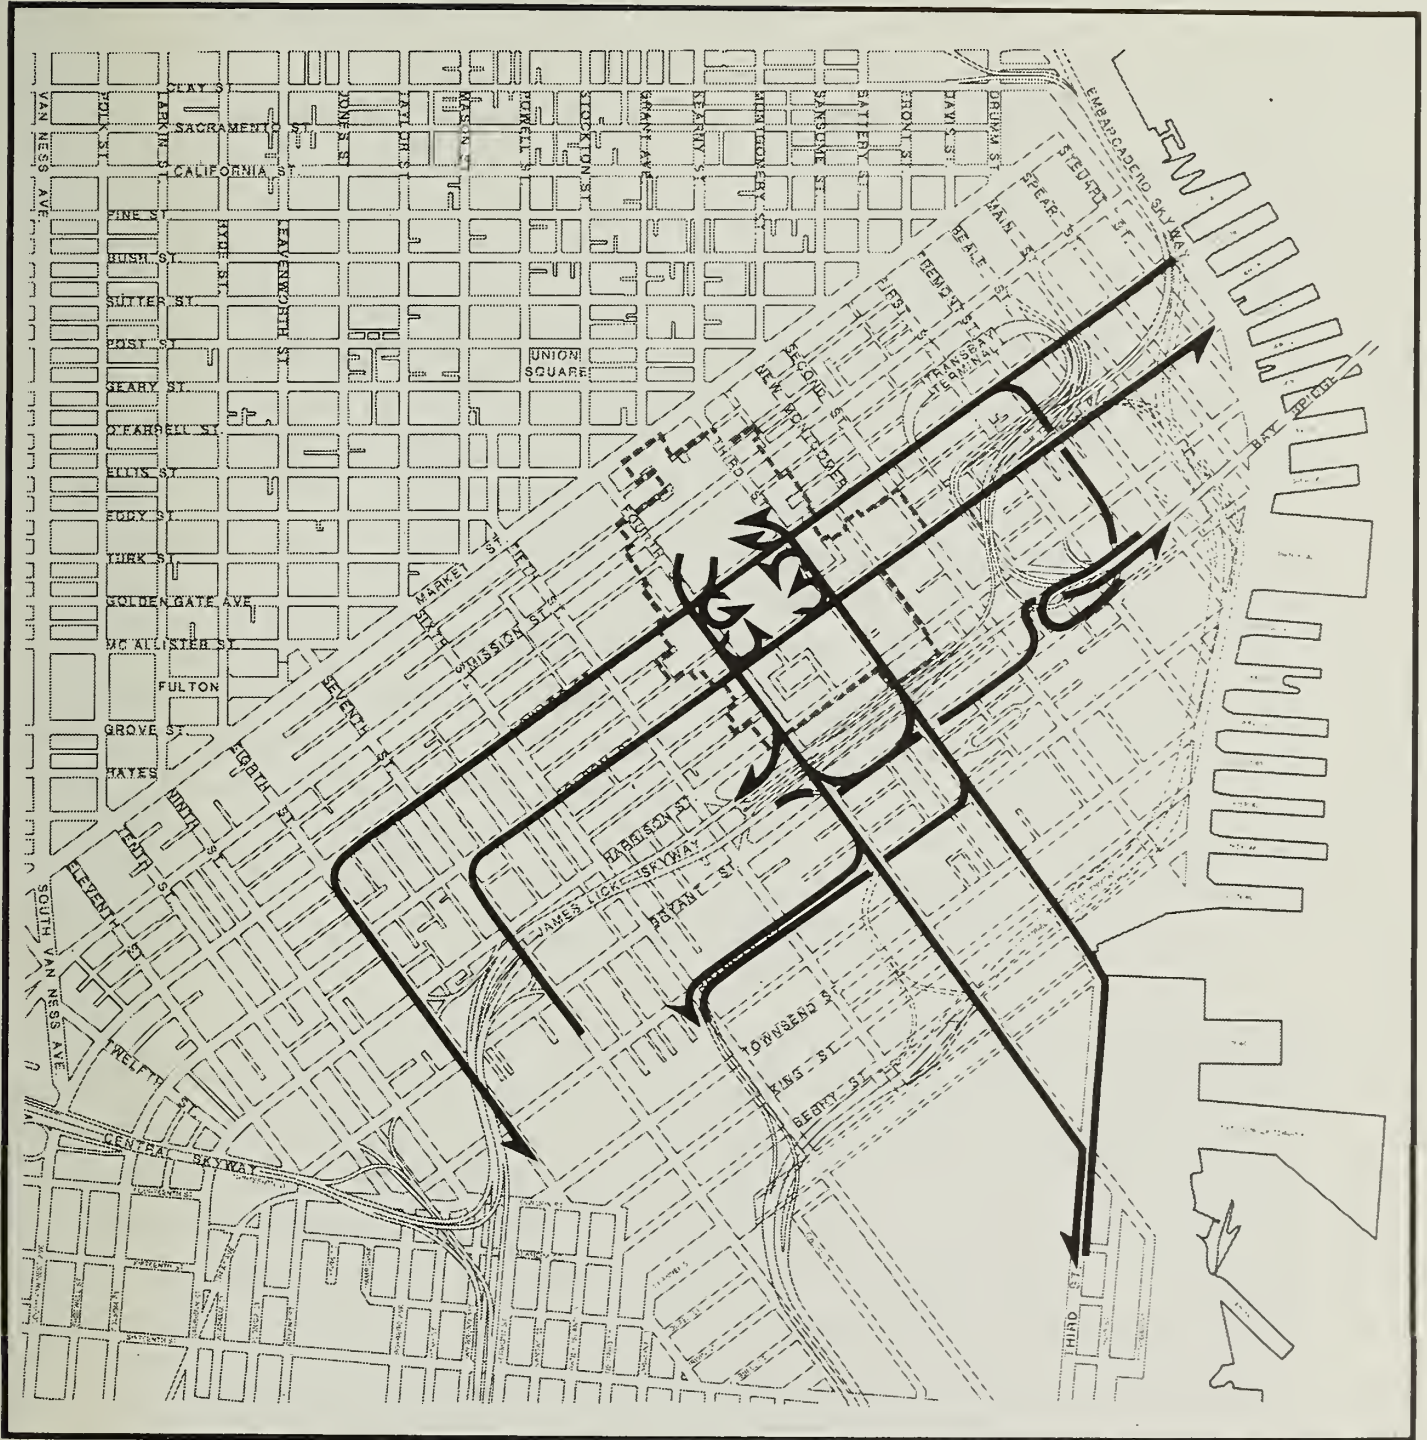 CLAY ST.
SACRAMENTO ST.
CALIFORNIA ST.
PINE ST.
BUSH ST.
SUTTER ST.
POST ST.
GEARY ST.
O'FARRELL ST.
ELLIS ST.
EDDY ST.
TURK ST.
GOLDEN GATE AVE
MC ALLISTER ST.
FULTON
GROVE ST.
HAYES
VAN NESS AVE.
POLK ST.
LARKIN ST.
HYDE ST.
LEAVENWORTH ST.
JONES ST.
TAYLOR ST.
MASON ST.
POWELL ST.
STOCKTON ST.
GRANT AVE.
KEARNY ST.
MONTGOMERY ST.
SANSOME ST.
BATTERY ST.
FRONT ST.
DAVIS ST.
DRUMM ST.
EMBARCADERO SKYWAY
STEUART ST.
SPEAR ST.
MAIN ST
BEALE ST
FREMONT ST.
FIRST ST
TRANSBAY TERMINAL
SECOND ST.
NEW MONTGOMERY
THIRD ST
FOURTH
UNION
SQUARE
BAY BRIDGE
MARKET ST
FIFTH ST
SIXTH ST
MISSION ST
SEVENTH ST.
EIGHTH ST
NINTH ST
TENTH ST
ELEVENTH ST.
TWELFTH ST.
HARRISON ST
JAMES LICK SKYWAY
BRYANT ST
TOWNSEND ST
KING ST.
BERRY ST
SOUTH VAN NESS AVE.
CENTRAL SKYWAY
THIRD ST.